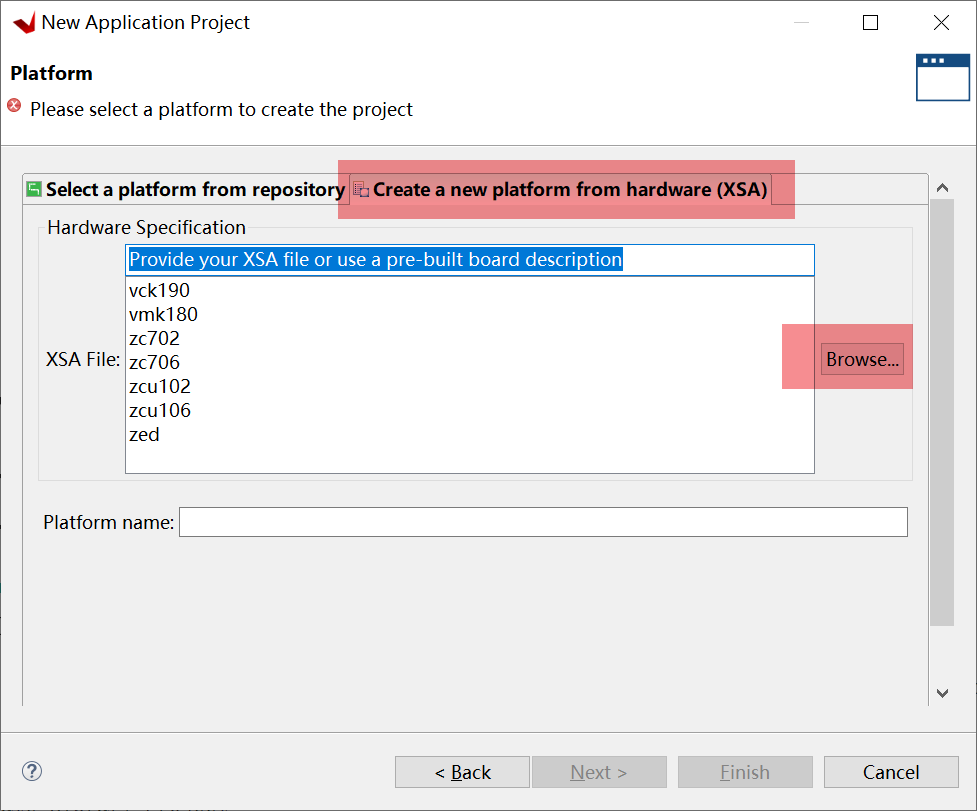 New Application Project
Platform
Please select a platform to create the project
Select a platform from repository Create a new platform from hardware (XSA)
Hardware Specification
Provide your XSA file or use a pre-built board description
vck190
vmk180
zc702
XSA File: zc706 Browse...
zcu102
zcu106
zed
Platform name:
< Back Next > Finish Cancel